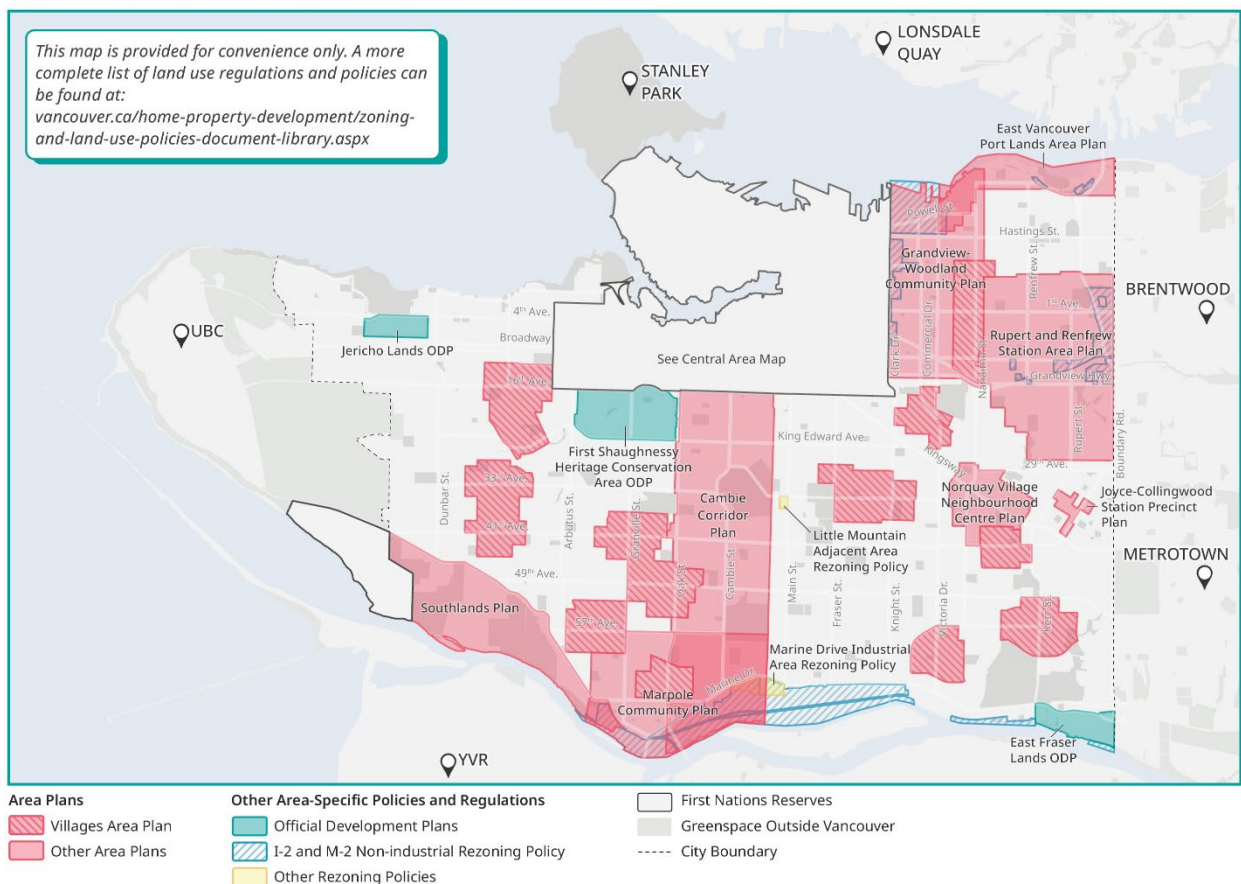 This map is provided for convenience only. A more
complete list of land use regulations and policies can
be found at:
vancouver.ca/home-property-development/zoning-
and-land-use-policies-document-library.aspx
LONSDALE
QUAY
STANLEY
PARK
East Vancouver
Port Lands Area Plan
Powell St.
Hastings St.
Renfrew St.
Grandview-
Woodland
Community Plan
BRENTWOOD
UBC
4th Ave.
1st Ave.
Jericho Lands ODP
Broadway
See Central Area Map
Clark Dr.
Commercial Dr.
Nanaimo St.
Rupert and Renfrew
Station Area Plan
Grandview Hwy.
16th Ave.
Rupert St.
Boundary Rd.
King Edward Ave.
Kingsway
29th Ave.
First Shaughnessy
Heritage Conservation
Area ODP
Dunbar St.
33rd Ave.
Arbutus St.
Granville St.
Cambie
Corridor
Plan
Norquay Village
Neighbourhood
Centre Plan
Joyce-Collingwood
Station Precinct
Plan
41st Ave.
Little Mountain
Adjacent Area
Rezoning Policy
METROTOWN
49th Ave.
Oak St.
Cambie St.
Main St.
Fraser St.
Knight St.
Victoria Dr.
Kerr St.
Southlands Plan
57th Ave.
Marine Drive Industrial
Area Rezoning Policy
Marine Dr.
Marpole
Community Plan
East Fraser
Lands ODP
YVR
Area Plans
Villages Area Plan
Other Area Plans
Other Area-Specific Policies and Regulations
Official Development Plans
I-2 and M-2 Non-industrial Rezoning Policy
Other Rezoning Policies
First Nations Reserves
Greenspace Outside Vancouver
City Boundary